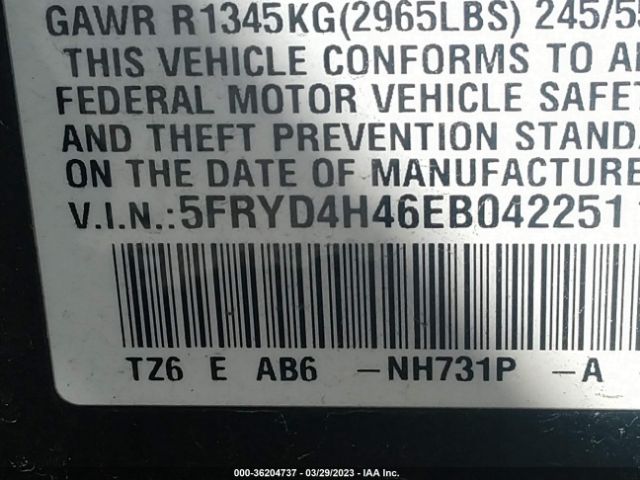 GAWR R1345KG(2965LBS) 245/5
THIS VEHICLE CONFORMS TO A
FEDERAL MOTOR VEHICLE SAFET
AND THEFT PREVENTION STAND
ON THE DATE OF MANUFACTURE
V.I.N.:5FRYD4H46EB042251
TZ6 E AB6 -NH731P -A
000-36204737 - 03/29/2023 - IAA Inc.